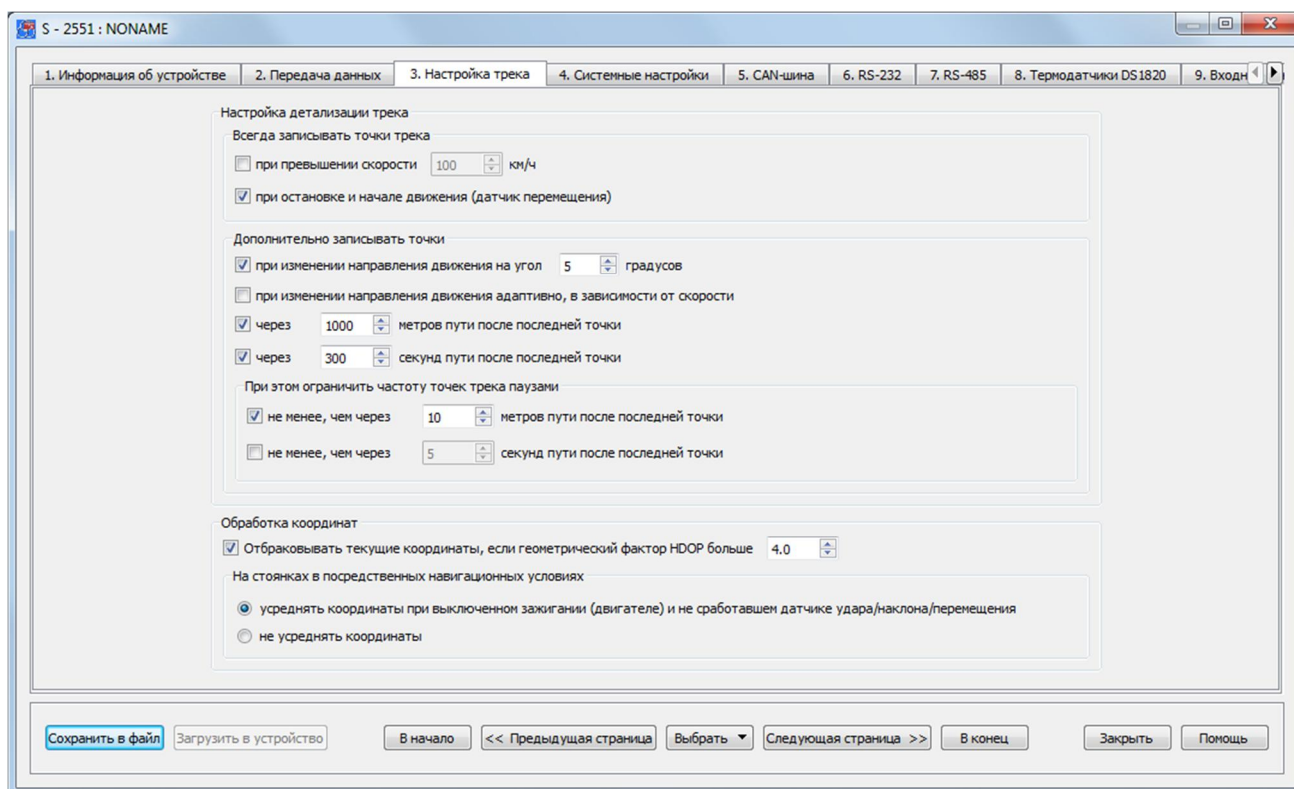 S - 2551 : NONAME
1. Информация об устройстве 2. Передача данных 3. Настройка трека 4. Системные настройки 5. CAN-шина 6. RS-232 7. RS-485 8. Термодатчики DS1820 9. Входн
Настройка детализации трека
Всегда записывать точки трека
при превышении скорости 100 км/ч
при остановке и начале движения (датчик перемещения)
Дополнительно записывать точки
при изменении направления движения на угол 5 градусов
при изменении направления движения адаптивно, в зависимости от скорости
через 1000 метров пути после последней точки
через 300 секунд пути после последней точки
При этом ограничить частоту точек трека паузами
не менее, чем через 10 метров пути после последней точки
не менее, чем через 5 секунд пути после последней точки
Обработка координат
Отбраковывать текущие координаты, если геометрический фактор HDOP больше 4.0
На стоянках в посредственных навигационных условиях
усреднять координаты при выключенном зажигании (двигателе) и не сработавшем датчике удара/наклона/перемещения
не усреднять координаты
Сохранить в файл Загрузить в устройство В начало << Предыдущая страница Выбрать Следующая страница >> В конец Закрыть Помощь